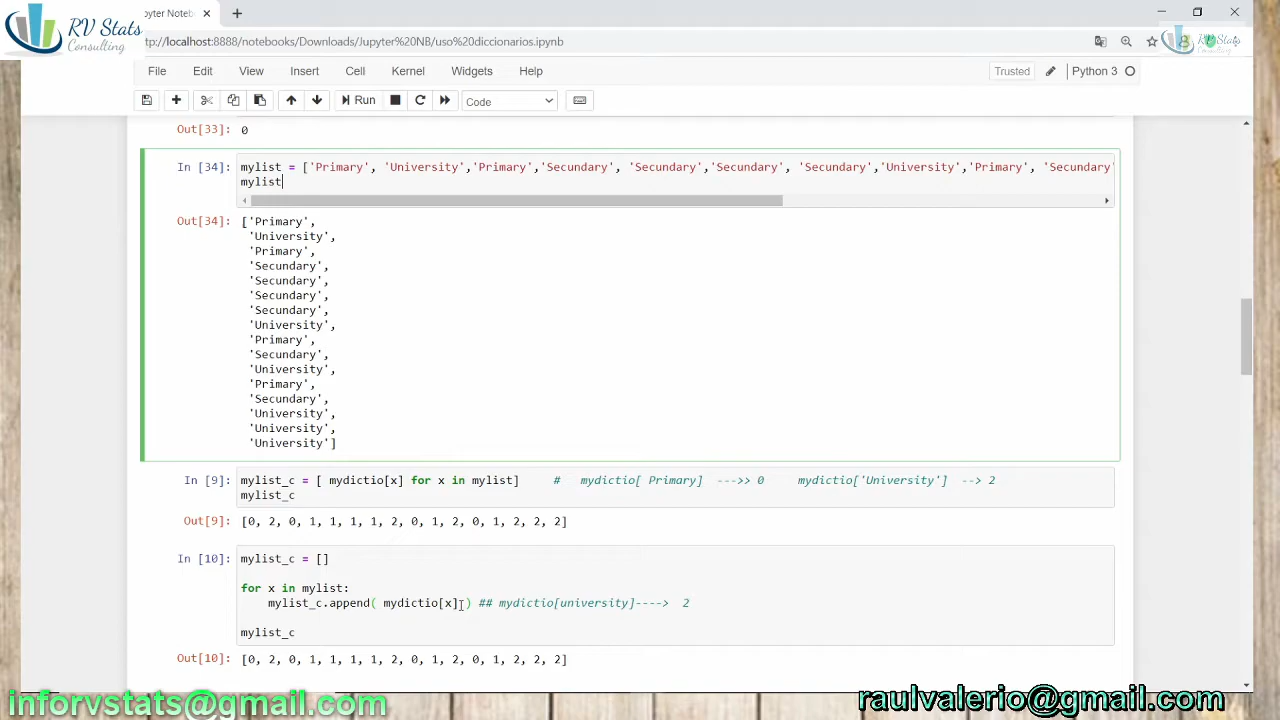 RV Stats
Consulting
pyter Noteb
tp://localhost:8888/notebooks/Downloads/Jupyter%20NB/uso%20diccionarios.ipynb
File Edit View Insert Cell Kernel Widgets Help
Trusted Python 3
Run Code
Out[33]: 0
In [34]: mylist = ['Primary', 'University','Primary','Secundary', 'Secundary','Secundary', 'Secundary','University','Primary', 'Secundary'
mylist
Out[34]: ['Primary',
'University',
'Primary',
'Secundary',
'Secundary',
'Secundary',
'Secundary',
'University',
'Primary',
'Secundary',
'University',
'Primary',
'Secundary',
'University',
'University',
'University']
In [9]: mylist_c = [ mydictio[x] for x in mylist] # mydictio[ Primary] --->> 0 mydictio['University'] --> 2
mylist_c
Out[9]: [0, 2, 0, 1, 1, 1, 1, 2, 0, 1, 2, 0, 1, 2, 2, 2]
In [10]: mylist_c = []
for x in mylist:
mylist_c.append( mydictio[x] ) ## mydictio[university]----> 2
mylist_c
Out[10]: [0, 2, 0, 1, 1, 1, 1, 2, 0, 1, 2, 0, 1, 2, 2, 2]
inforvstats@gmail.com
raulvalerio@gmail.com